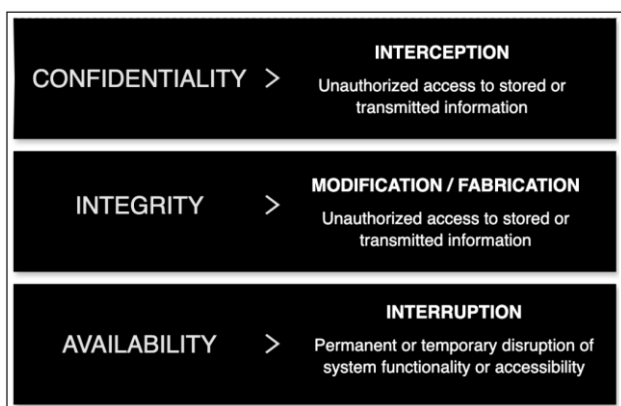 CONFIDENTIALITY >
INTERCEPTION
Unauthorized access to stored or
transmitted information
INTEGRITY >
MODIFICATION / FABRICATION
Unauthorized access to stored or
transmitted information
AVAILABILITY >
INTERRUPTION
Permanent or temporary disruption of
system functionality or accessibility